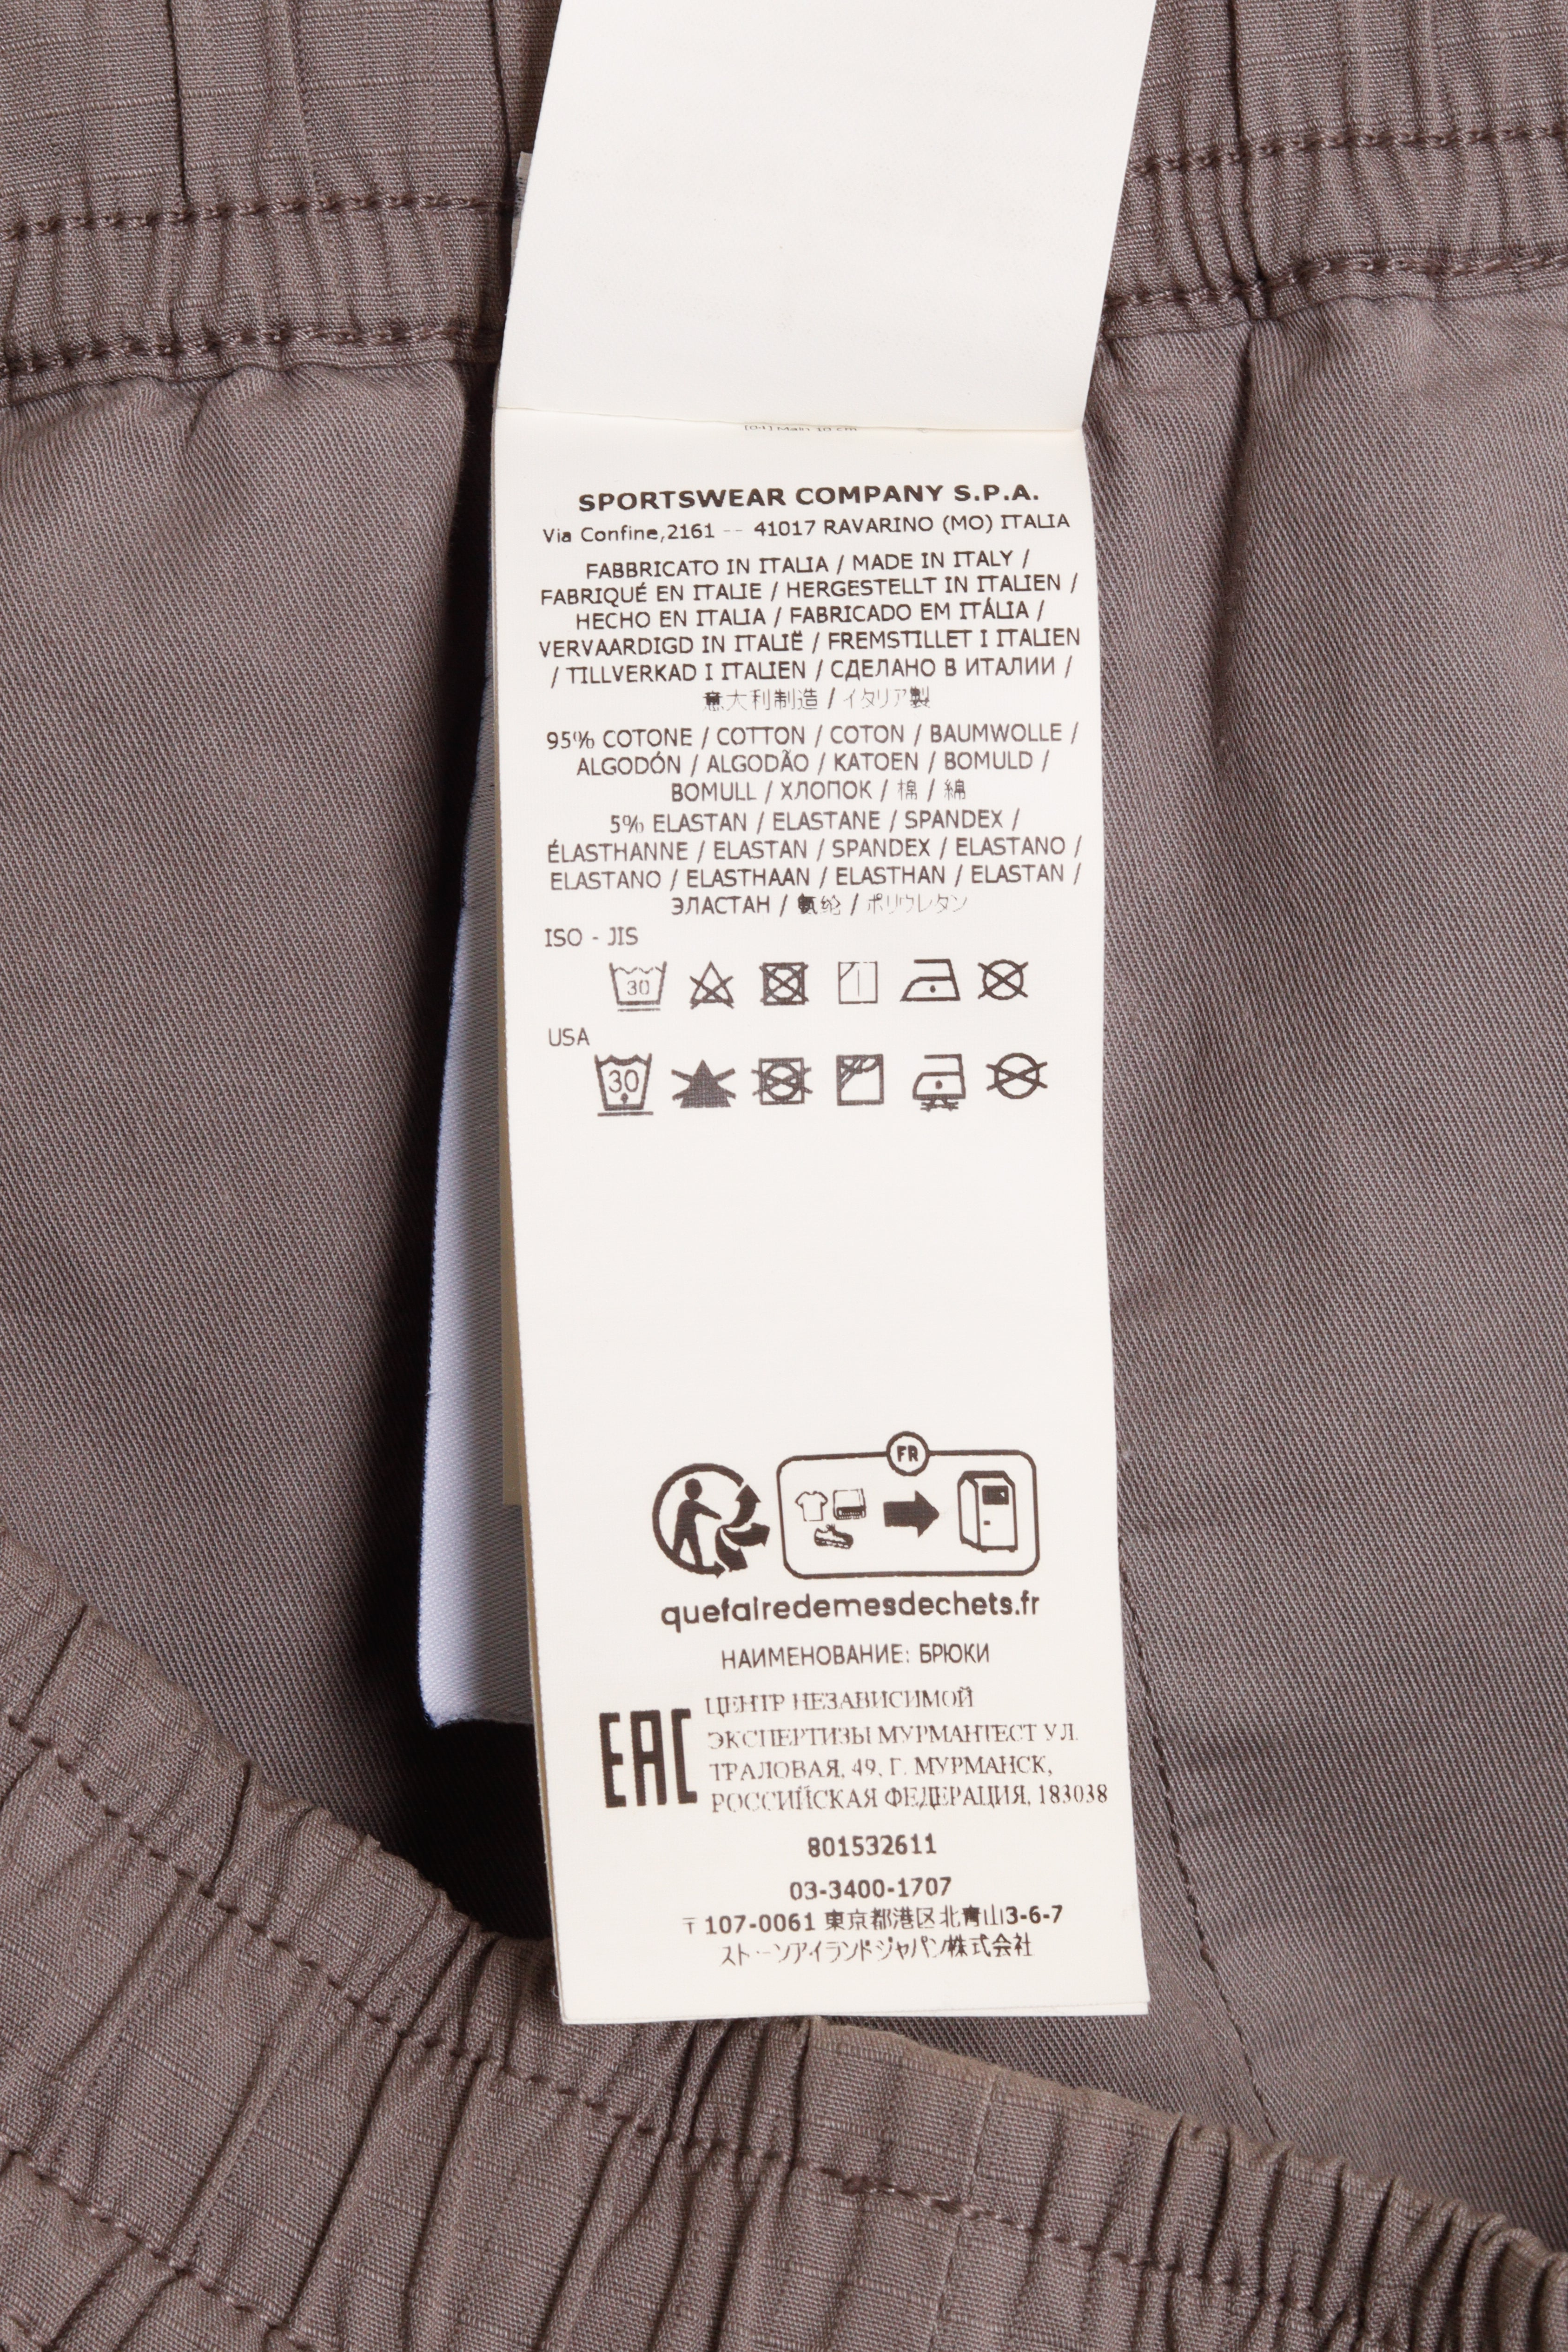 SPORTSWEAR COMPANY S.P.A.
Via Confine,2161 -- 41017 RAVARINO (MO) ITALIA
FABBRICATO IN ITALIA / MADE IN ITALY /
FABRIQUÉ EN ITALIE / HERGESTELLT IN ITALIEN /
HECHO EN ITALIA / FABRICADO EM ITÁLIA /
VERVAARDIGD IN ITALIË / FREMSTILLET I ITALIEN
/ TILLVERKAD I ITALIEN / СДЕЛАНО В ИТАЛИИ /
意大利制造 / イタリア製
95% COTONE / COTTON / COTON / BAUMWOLLE /
ALGODÓN / ALGODÃO / KATOEN / BOMULD /
BOMULL / ХЛОПОК / 棉 / 綿
5% ELASTAN / ELASTANE / SPANDEX /
ÉLASTHANNE / ELASTAN / SPANDEX / ELASTANO /
ELASTANO / ELASTHAAN / ELASTHAN / ELASTAN /
ЭЛАСТАН / 氨纶 / ポリウレタン
ISO - JIS
30
USA
30
FR
quefairedemesdechets.fr
НАИМЕНОВАНИЕ: БРЮКИ
EAC
ЦЕНТР НЕЗАВИСИМОЙ
ЭКСПЕРТИЗЫ МУРМАНТЕСТ УЛ.
ТРАЛОВАЯ, 49, Г. МУРМАНСК,
РОССИЙСКАЯ ФЕДЕРАЦИЯ, 183038
801532611
03-3400-1707
〒107-0061 東京都港区北青山3-6-7
ストーンアイランドジャパン株式会社